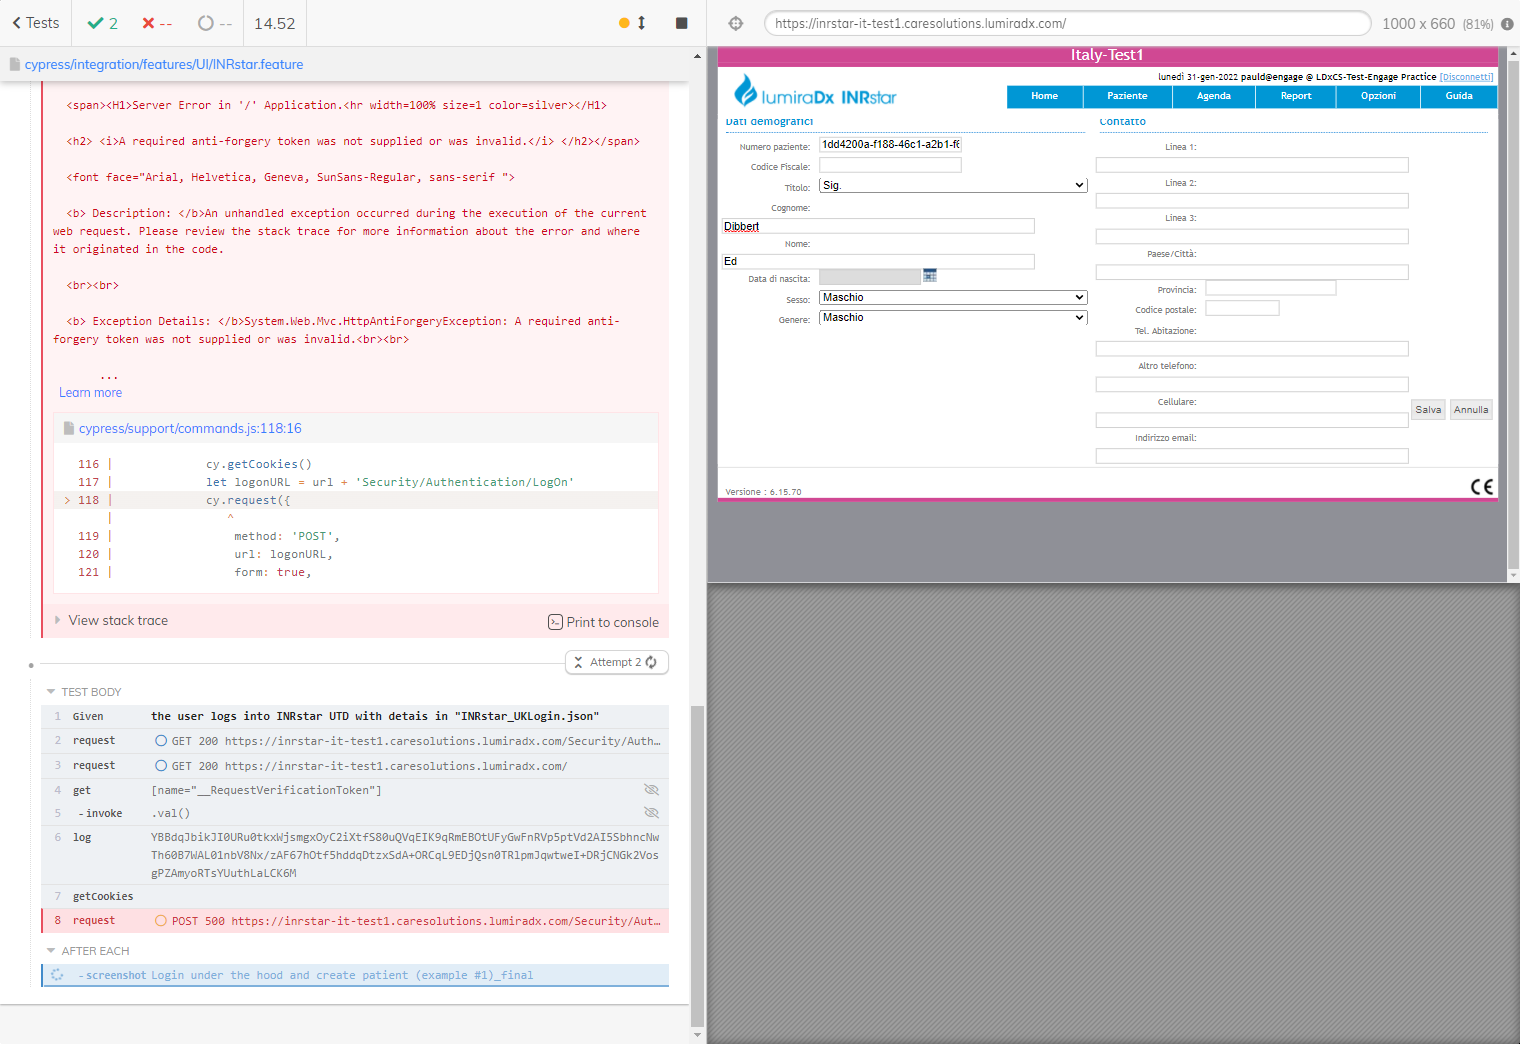 Tests
2
--
--
14.52
cypress/integration/features/UI/INRstar.feature
<span><H1>Server Error in '/' Application.<hr width=100% size=1 color=silver></H1>
<h2> <i>A required anti-forgery token was not supplied or was invalid.</i> </h2></span>
<font face="Arial, Helvetica, Geneva, SunSans-Regular, sans-serif ">
<b> Description: </b>An unhandled exception occurred during the execution of the current
web request. Please review the stack trace for more information about the error and where
it originated in the code.
<br><br>
<b> Exception Details: </b>System.Web.Mvc.HttpAntiForgeryException: A required anti-
forgery token was not supplied or was invalid.<br><br>
...
Learn more
cypress/support/commands.js:118:16
116 | cy.getCookies()
117 | let logonURL = url + 'Security/Authentication/LogOn'
> 118 | cy.request({
| ^
119 | method: 'POST',
120 | url: logonURL,
121 | form: true,
View stack trace
Print to console
Attempt 2
TEST BODY
1 Given the user logs into INRstar UTD with detais in "INRstar_UKLogin.json"
2 request GET 200 https://inrstar-it-test1.caresolutions.lumiradx.com/Security/Auth...
3 request GET 200 https://inrstar-it-test1.caresolutions.lumiradx.com/
4 get [name="__RequestVerificationToken"]
5 -invoke .val()
6 log YBBdqJbikJI0URu0tkxWjsmgxOyC2iXtfS80uQVqEIK9qRmEBOtUFyGwFnRVp5ptVd2AI5SbhncNw
Th60B7WAL01nbV8Nx/zAF67hOtf5hddqDtzxSdA+ORCqL9EDjQsn0TRlpmJqwtweI+DRjCNGk2Vos
gPZAmyoRTsYUuthLaLCK6M
7 getCookies
8 request POST 500 https://inrstar-it-test1.caresolutions.lumiradx.com/Security/Aut...
AFTER EACH
-screenshot Login under the hood and create patient (example #1)_final
https://inrstar-it-test1.caresolutions.lumiradx.com/
1000 x 660 (81%)
Italy-Test1
lunedì 31-gen-2022 pauld@engage @ LDxCS-Test-Engage Practice [Disconnetti]
lumiraDx INRstar
Home Paziente Agenda Report Opzioni Guida
Dati demografici
Numero paziente: 1dd4200a-f188-46c1-a2b1-f6
Codice Fiscale:
Titolo: Sig.
Cognome:
Dibbert
Nome:
Ed
Data di nascita:
Sesso: Maschio
Genere: Maschio
Contatto
Linea 1:
Linea 2:
Linea 3:
Paese/Città:
Provincia:
Codice postale:
Tel. Abitazione:
Altro telefono:
Cellulare:
Indirizzo email:
Salva Annulla
Versione : 6.15.70
CE